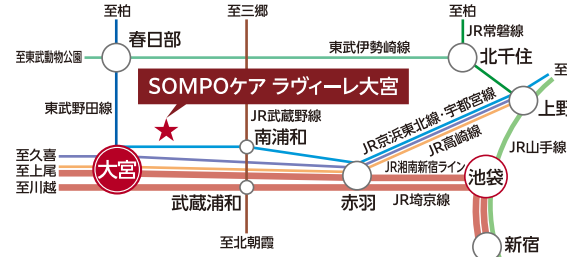 至柏
至三郷
至柏
JR常磐線
春日部
東武伊勢崎線
北千住
至東武動物公園
至
SOMPOケア ラヴィーレ大宮
東武野田線
JR京浜東北線・宇都宮線
上野
JR武蔵野線
JR高崎線
南浦和
JR山手線
至久喜
至上尾
至川越
大宮
JR湘南新宿ライン
池袋
武蔵浦和
赤羽
JR埼京線
至北朝霞
新宿